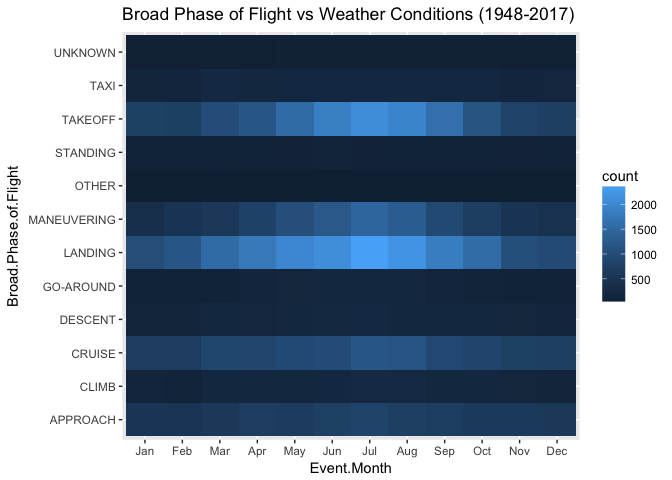 Broad Phase of Flight vs Weather Conditions (1948-2017)
Broad.Phase.of.Flight
UNKNOWN
TAXI
TAKEOFF
STANDING
OTHER
MANEUVERING
LANDING
GO-AROUND
DESCENT
CRUISE
CLIMB
APPROACH
Jan Feb Mar Apr May Jun Jul Aug Sep Oct Nov Dec
Event.Month
count
2000
1500
1000
500